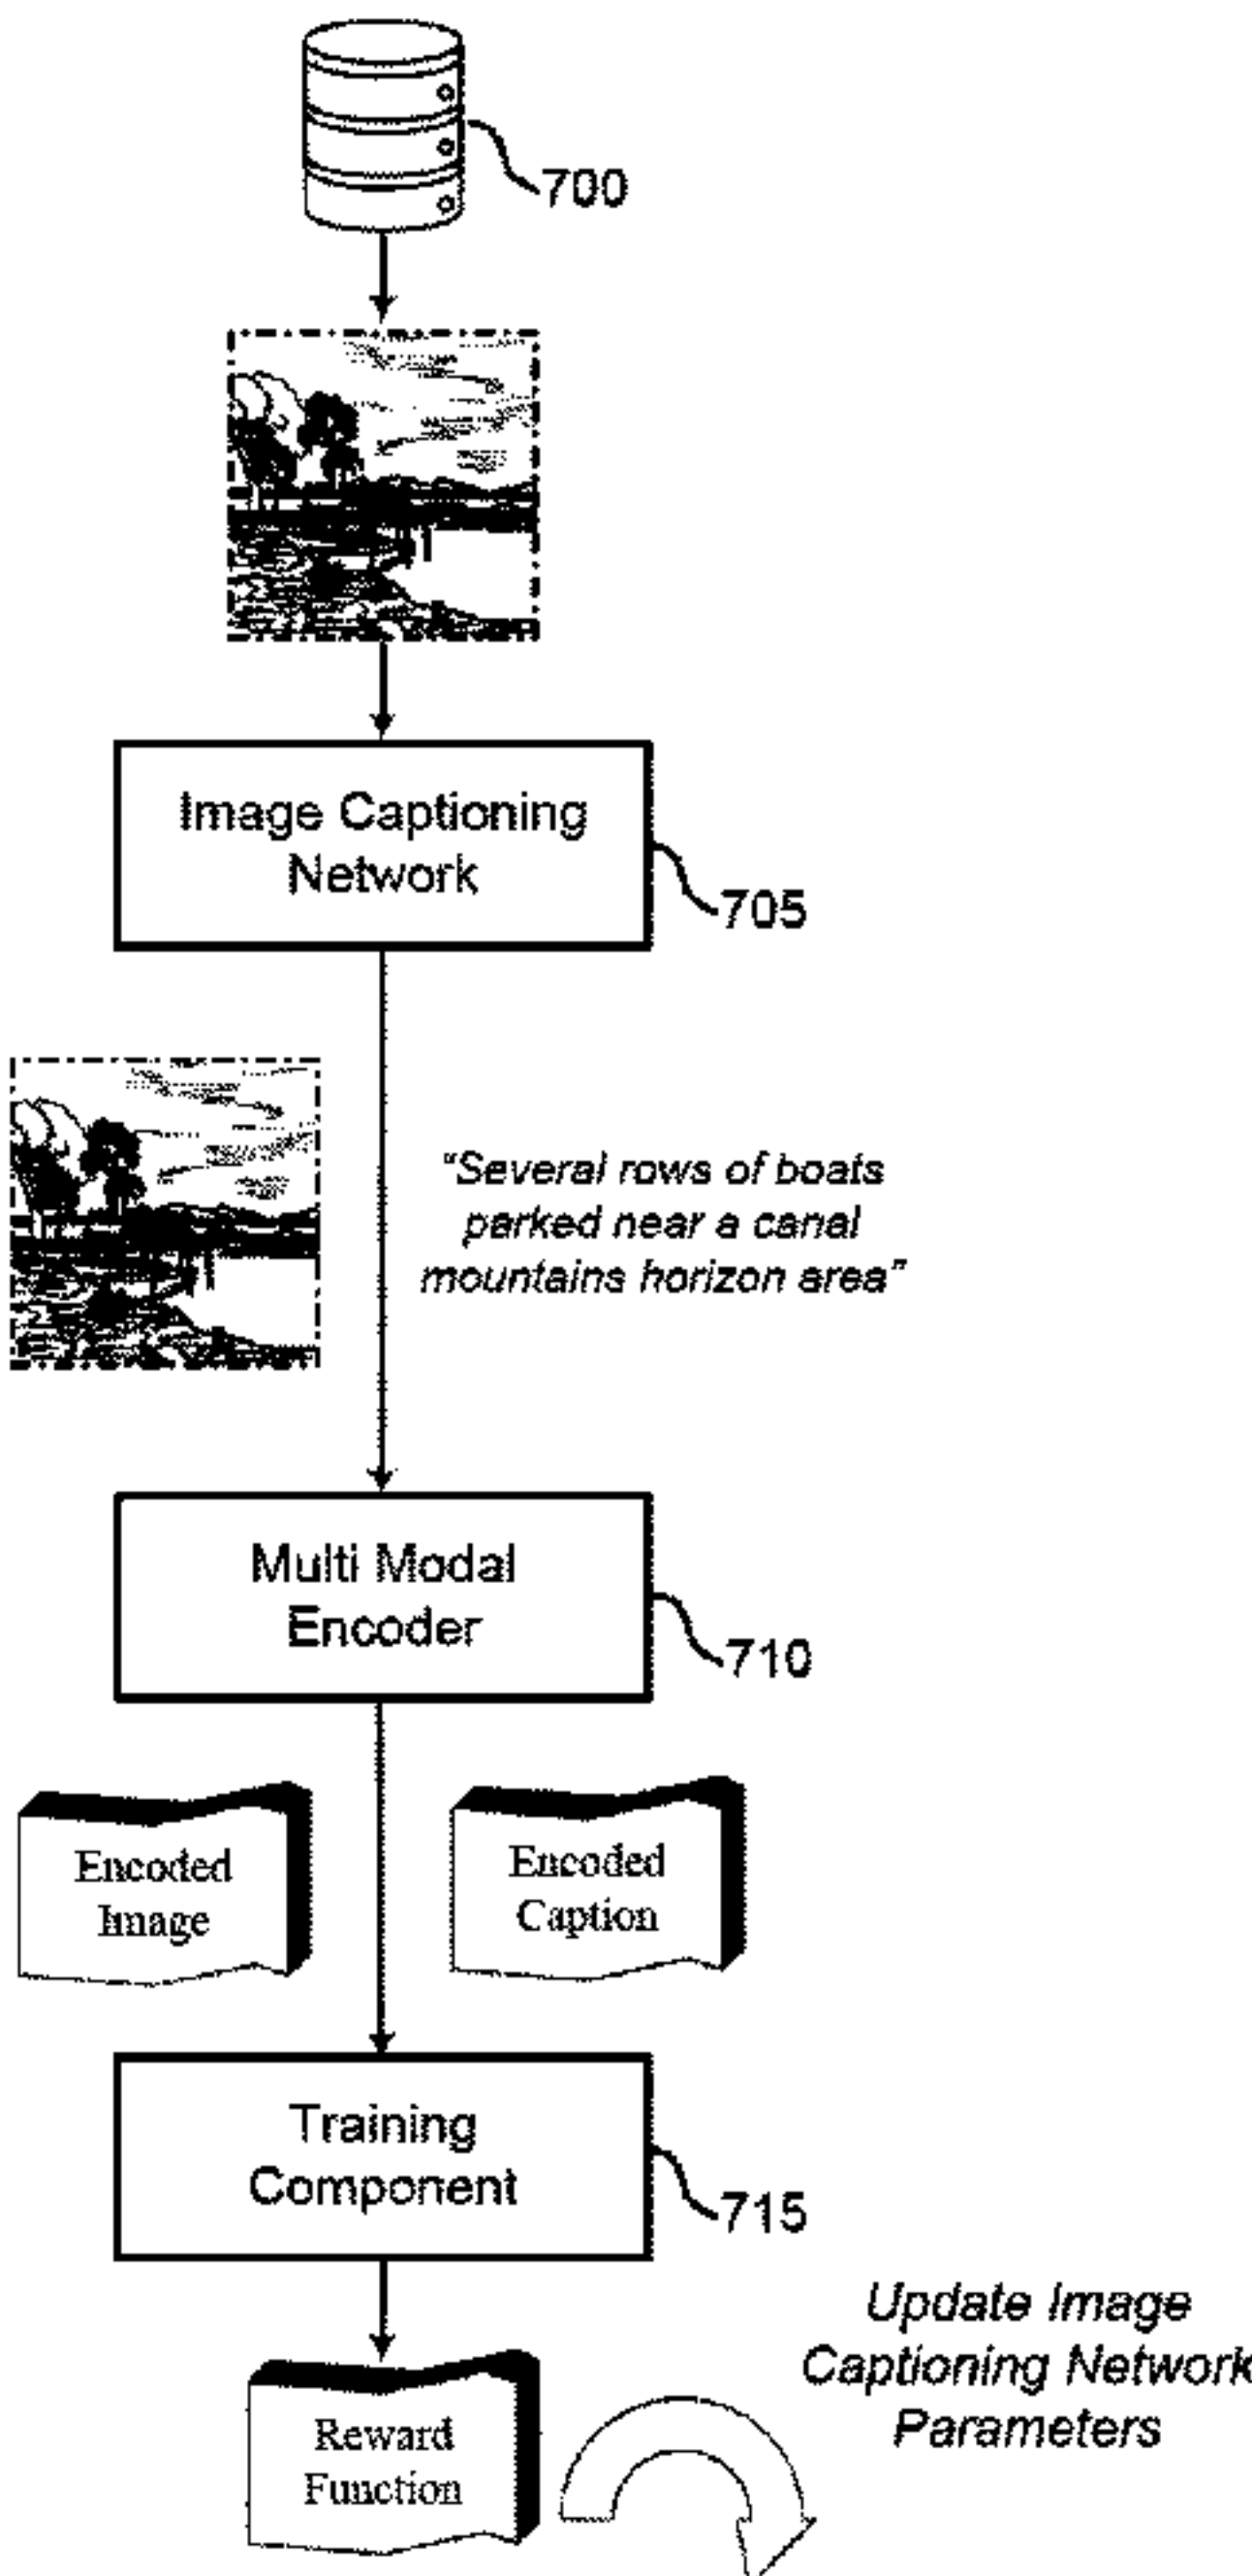 700
Image Captioning
Network
705
"Several rows of boats
parked near a canal
mountains horizon area"
Multi Modal
Encoder
710
Encoded
Image
Encoded
Caption
Training
Component
715
Update Image
Captioning Network
Parameters
Reward
Function